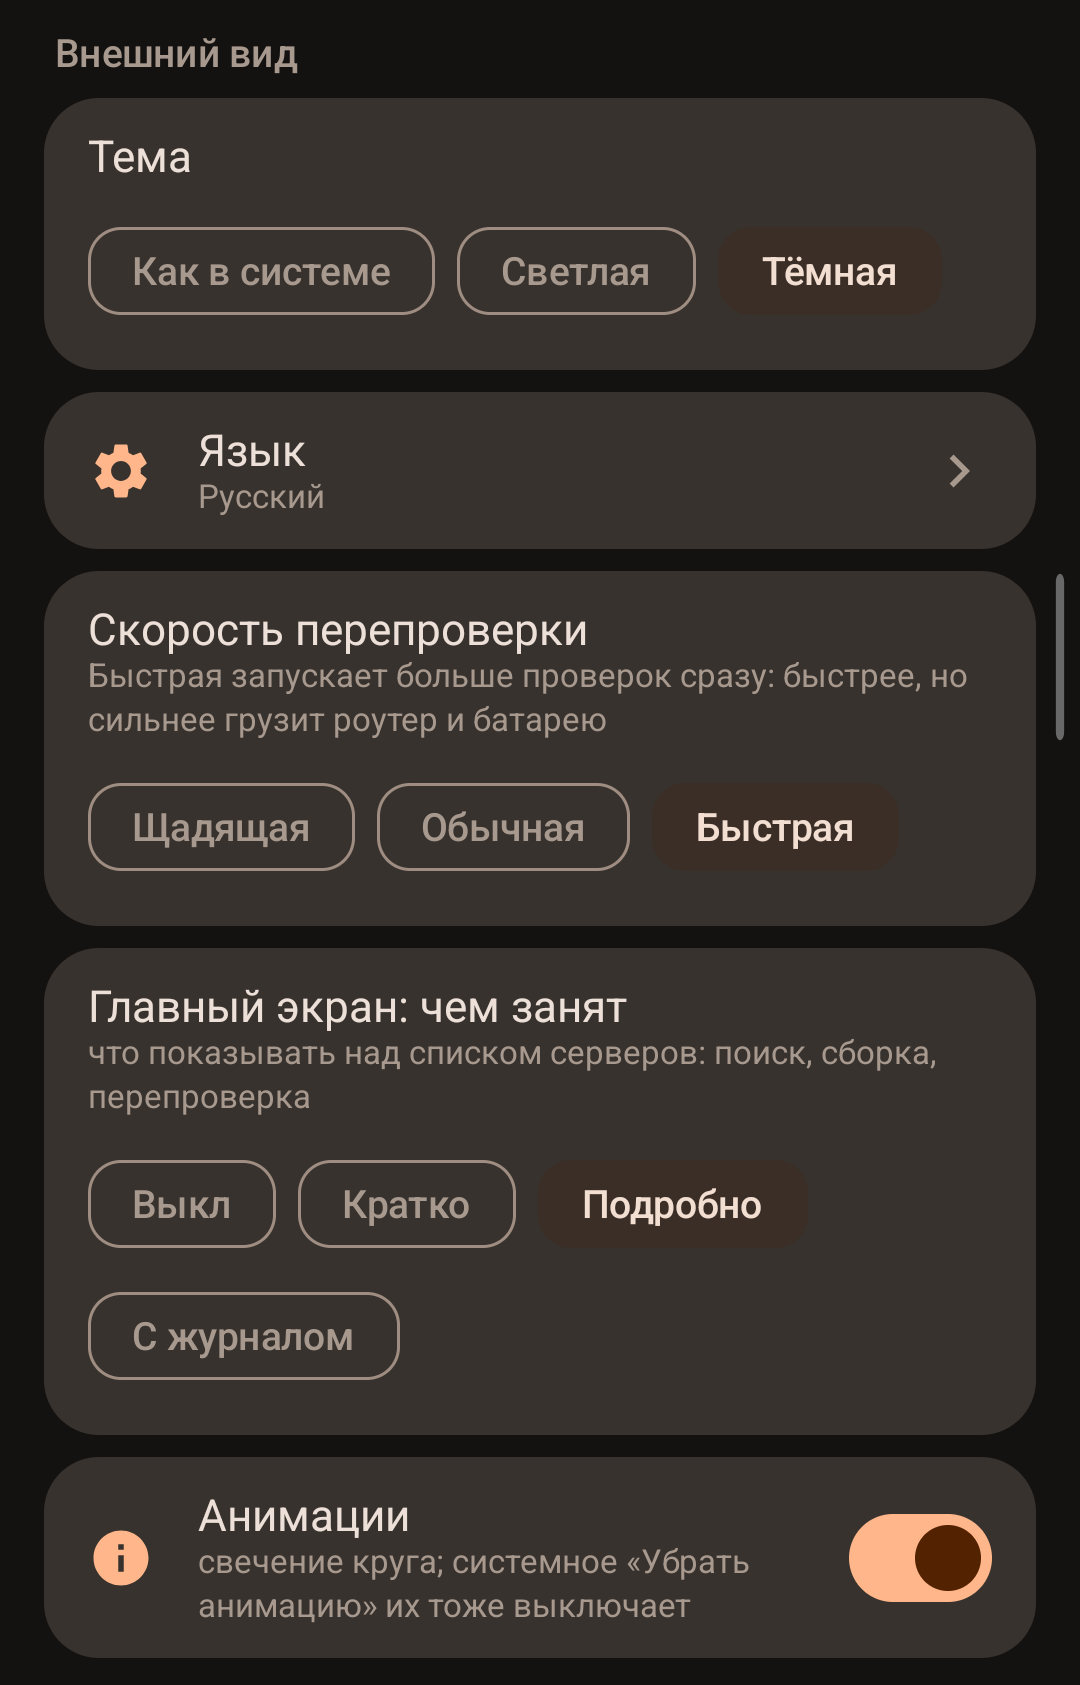 Внешний вид
Тема
Как в системе
Светлая
Тёмная
Язык
Русский
Скорость перепроверки
Быстрая запускает больше проверок сразу: быстрее, но
сильнее грузит роутер и батарею
Щадящая
Обычная
Быстрая
Главный экран: чем занят
что показывать над списком серверов: поиск, сборка,
перепроверка
Выкл
Кратко
Подробно
С журналом
Анимации
свечение круга; системное «Убрать
анимацию» их тоже выключает